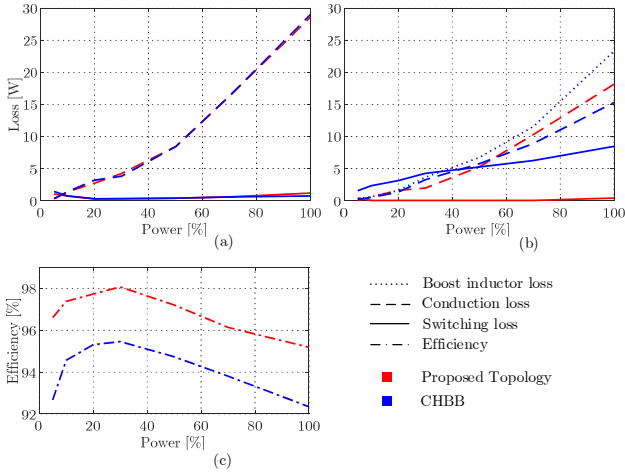 30
25
20
15
10
5
0
Loss [W]
0 20 40 60 80 100
Power [%]
(a)
30
25
20
15
10
5
0
0 20 40 60 80 100
Power [%]
(b)
98
96
94
92
Efficiency [%]
0 20 40 60 80 100
Power [%]
(c)
Boost inductor loss
Conduction loss
Switching loss
Efficiency
Proposed Topology
CHBB